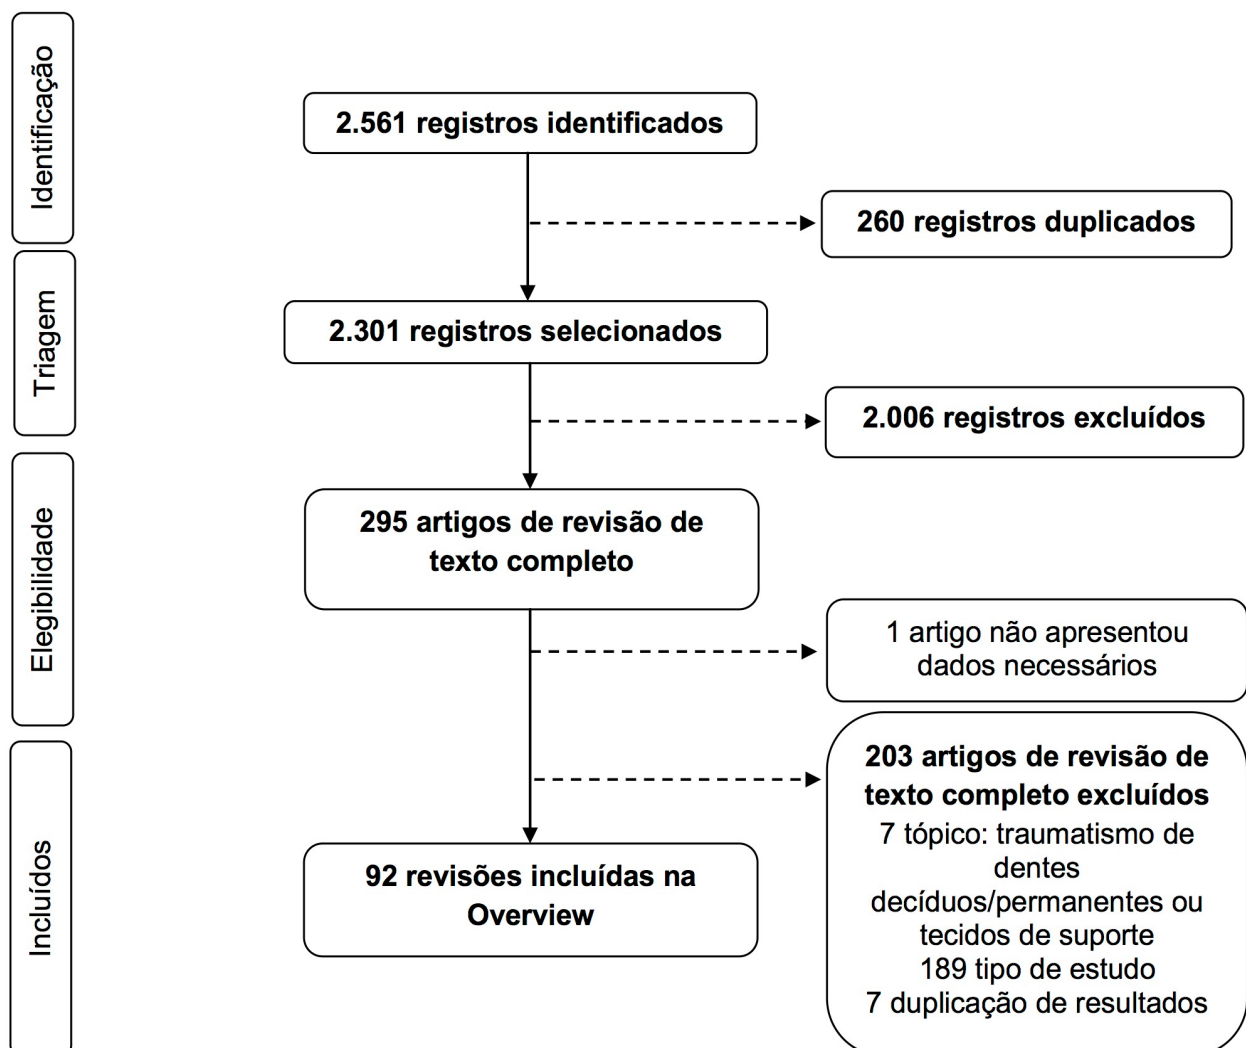 Identificação
2.561 registros identificados
260 registros duplicados
Triagem
2.301 registros selecionados
2.006 registros excluídos
Elegibilidade
295 artigos de revisão de
texto completo
1 artigo não apresentou
dados necessários
Incluídos
203 artigos de revisão de
texto completo excluídos
7 tópico: traumatismo de
dentes
decíduos/permanentes ou
tecidos de suporte
189 tipo de estudo
7 duplicação de resultados
92 revisões incluídas na
Overview